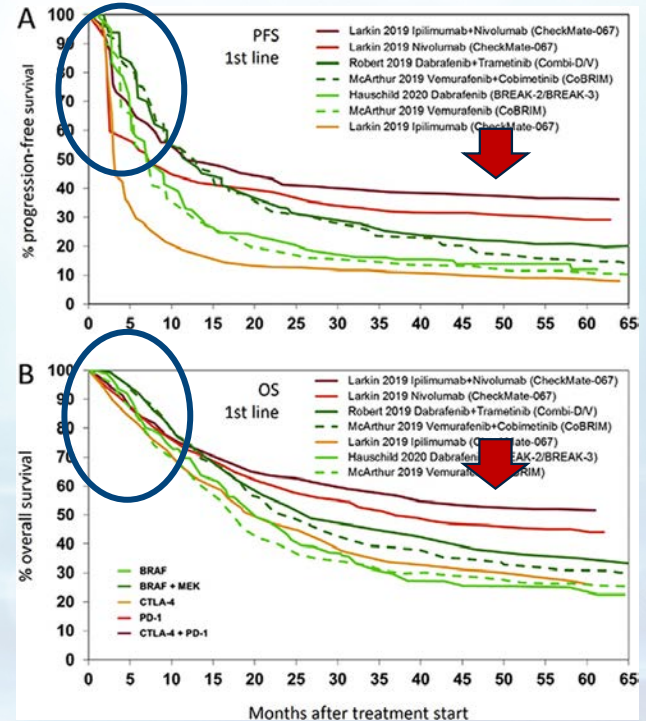 A
PFS
1st line
Larkin 2019 Ipilimumab+Nivolumab (CheckMate-067)
Larkin 2019 Nivolumab (CheckMate-067)
Robert 2019 Dabrafenib+Trametinib (Combi-D/V)
McArthur 2019 Vemurafenib+Cobimetinib (CoBRIM)
Hauschild 2020 Dabrafenib (BREAK-2/BREAK-3)
McArthur 2019 Vemurafenib (CoBRIM)
Larkin 2019 Ipilimumab (CheckMate-067)
% progression-free survival
100
90
80
70
60
50
40
30
20
10
0
0 5 10 15 20 25 30 35 40 45 50 55 60 65
B
OS
1st line
Larkin 2019 Ipilimumab+Nivolumab (CheckMate-067)
Larkin 2019 Nivolumab (CheckMate-067)
Robert 2019 Dabrafenib+Trametinib (Combi-D/V)
McArthur 2019 Vemurafenib+Cobimetinib (CoBRIM)
Larkin 2019
Hauschild 2020
McArthur 2019
% overall survival
100
90
80
70
60
50
40
30
20
10
0
BRAF
BRAF + MEK
CTLA-4
PD-1
CTLA-4 + PD-1
0 5 10 15 20 25 30 35 40 45 50 55 60 65
Months after treatment start